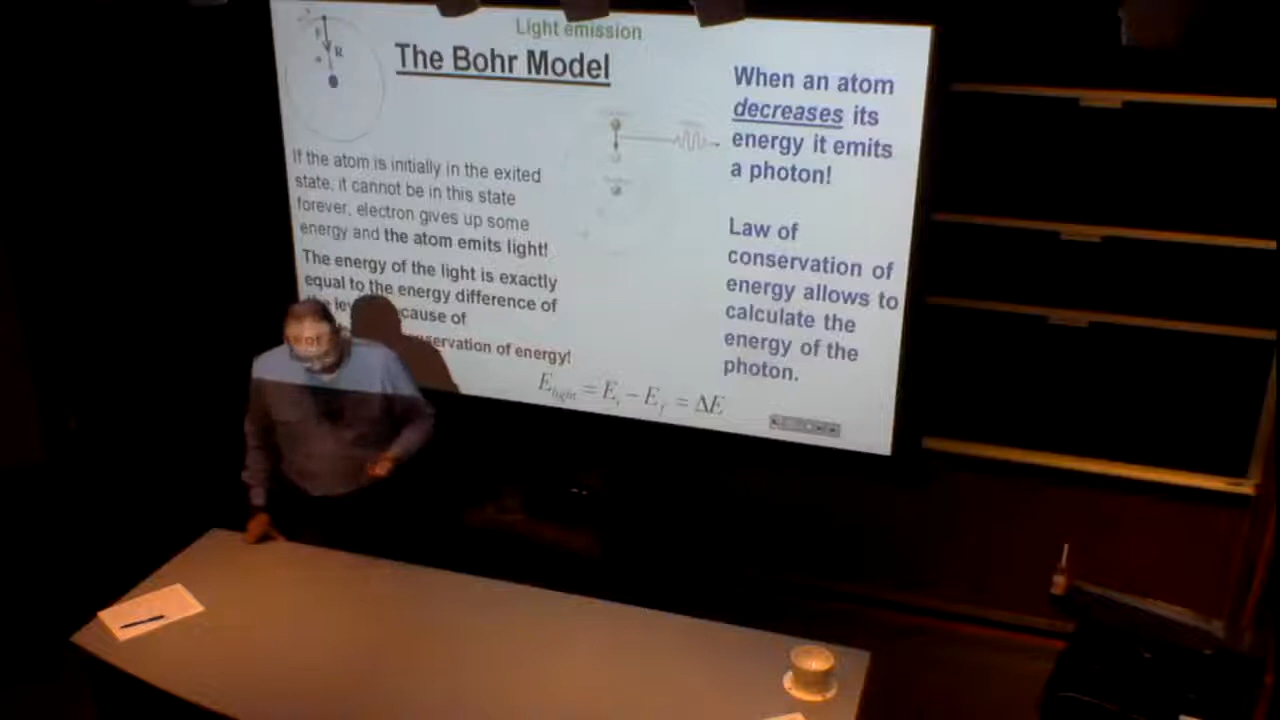 Light emission
The Bohr Model
R
If the atom is initially in the exited
state, it cannot be in this state
forever, electron gives up some
energy and the atom emits light!
The energy of the light is exactly
equal to the energy difference of
the cause of
conservation of energy!
E_light = E_i − E_f = ΔE
When an atom
decreases its
energy it emits
a photon!
Law of
conservation of
energy allows to
calculate the
energy of the
photon.